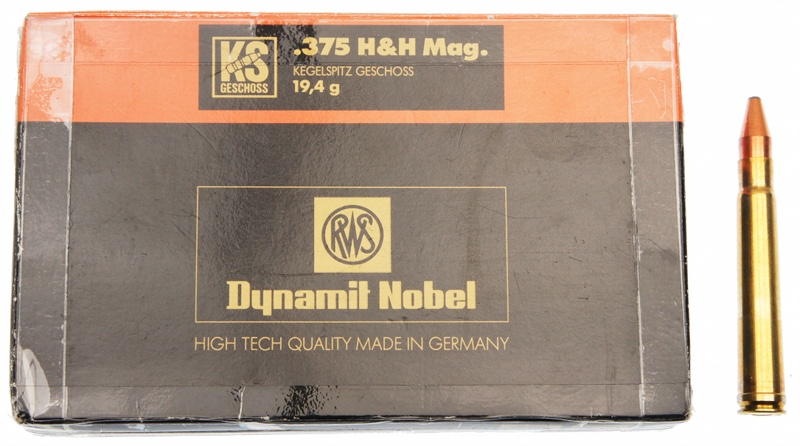 KS
GESCHOSS
.375 H&H Mag.
KEGELSPITZ GESCHOSS
19,4 g
RWS
Dynamit Nobel
HIGH TECH QUALITY MADE IN GERMANY